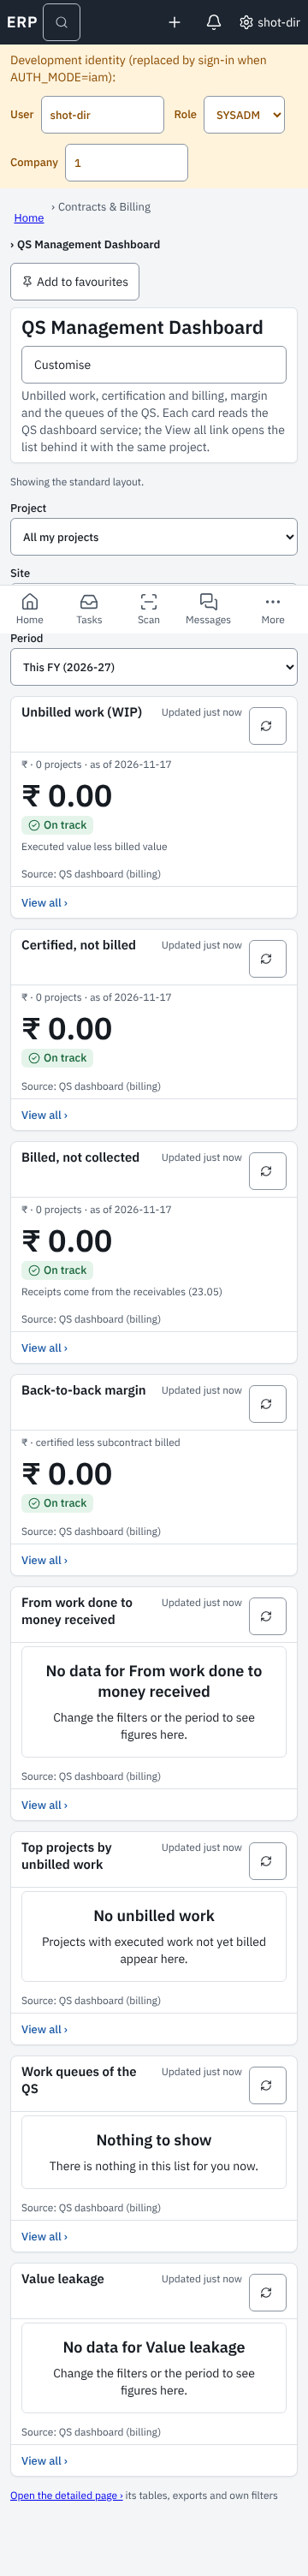 ERP
shot-dir
Development identity (replaced by sign-in when
AUTH_MODE=iam):
User shot-dir Role SYSADM
Company 1
Home › Contracts & Billing
› QS Management Dashboard
Add to favourites
QS Management Dashboard
Customise
Unbilled work, certification and billing, margin
and the queues of the QS. Each card reads the
QS dashboard service; the View all link opens the
list behind it with the same project.
Showing the standard layout.
Project
All my projects
Site
Home Tasks Scan Messages More
Period
This FY (2026-27)
Unbilled work (WIP) Updated just now
₹ · 0 projects · as of 2026-11-17
₹ 0.00
On track
Executed value less billed value
Source: QS dashboard (billing)
View all ›
Certified, not billed Updated just now
₹ · 0 projects · as of 2026-11-17
₹ 0.00
On track
Source: QS dashboard (billing)
View all ›
Billed, not collected Updated just now
₹ · 0 projects · as of 2026-11-17
₹ 0.00
On track
Receipts come from the receivables (23.05)
Source: QS dashboard (billing)
View all ›
Back-to-back margin Updated just now
₹ · certified less subcontract billed
₹ 0.00
On track
Source: QS dashboard (billing)
View all ›
From work done to Updated just now
money received
No data for From work done to
money received
Change the filters or the period to see
figures here.
Source: QS dashboard (billing)
View all ›
Top projects by Updated just now
unbilled work
No unbilled work
Projects with executed work not yet billed
appear here.
Source: QS dashboard (billing)
View all ›
Work queues of the Updated just now
QS
Nothing to show
There is nothing in this list for you now.
Source: QS dashboard (billing)
View all ›
Value leakage Updated just now
No data for Value leakage
Change the filters or the period to see
figures here.
Source: QS dashboard (billing)
View all ›
Open the detailed page › its tables, exports and own filters